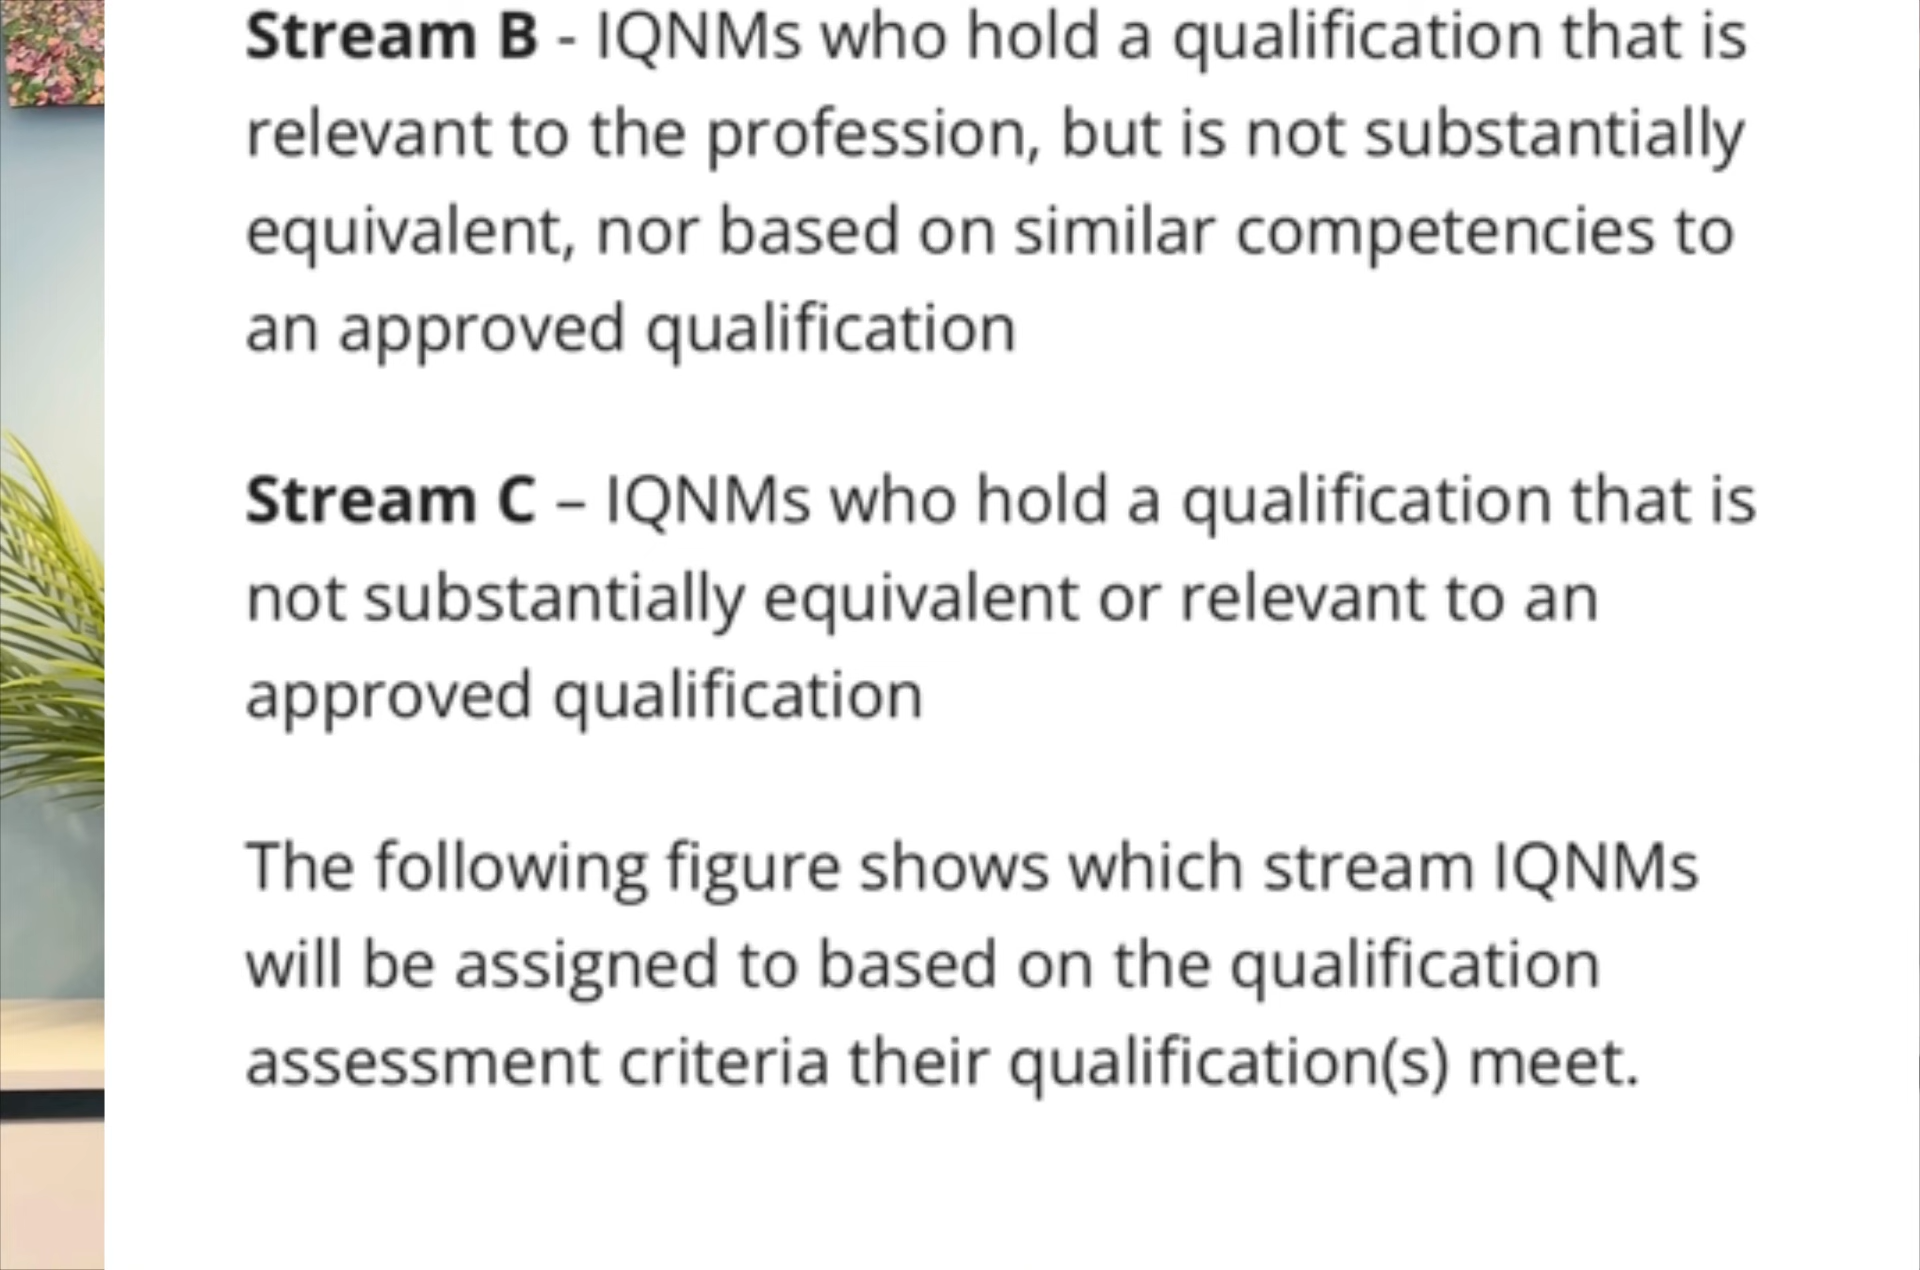 Stream B - IQNMs who hold a qualification that is
relevant to the profession, but is not substantially
equivalent, nor based on similar competencies to
an approved qualification
Stream C – IQNMs who hold a qualification that is
not substantially equivalent or relevant to an
approved qualification
The following figure shows which stream IQNMs
will be assigned to based on the qualification
assessment criteria their qualification(s) meet.